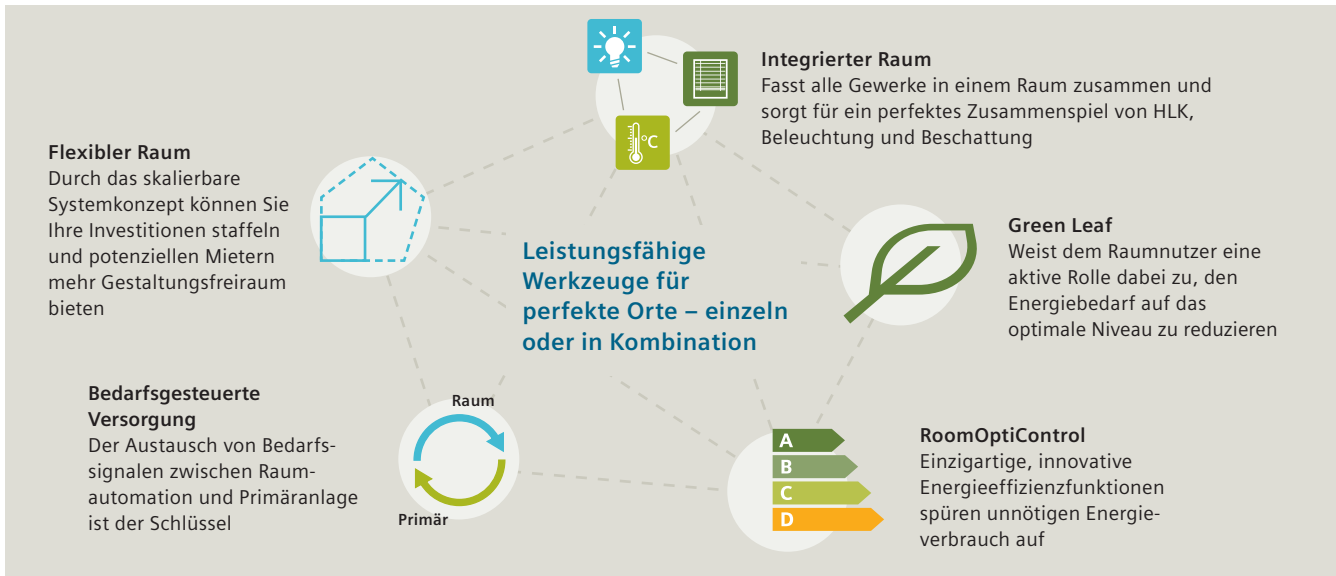 Integrierter Raum
Fasst alle Gewerke in einem Raum zusammen und
sorgt für ein perfektes Zusammenspiel von HLK,
Beleuchtung und Beschattung
°C
Flexibler Raum
Durch das skalierbare
Systemkonzept können Sie
Ihre Investitionen staffeln
und potenziellen Mietern
mehr Gestaltungsfreiraum
bieten
Leistungsfähige
Werkzeuge für
perfekte Orte – einzeln
oder in Kombination
Green Leaf
Weist dem Raumnutzer eine
aktive Rolle dabei zu, den
Energiebedarf auf das
optimale Niveau zu reduzieren
Bedarfsgesteuerte
Versorgung
Der Austausch von Bedarfs-
signalen zwischen Raum-
automation und Primäranlage
ist der Schlüssel
Raum
Primär
A
B
C
D
RoomOptiControl
Einzigartige, innovative
Energieeffizienzfunktionen
spüren unnötigen Energie-
verbrauch auf